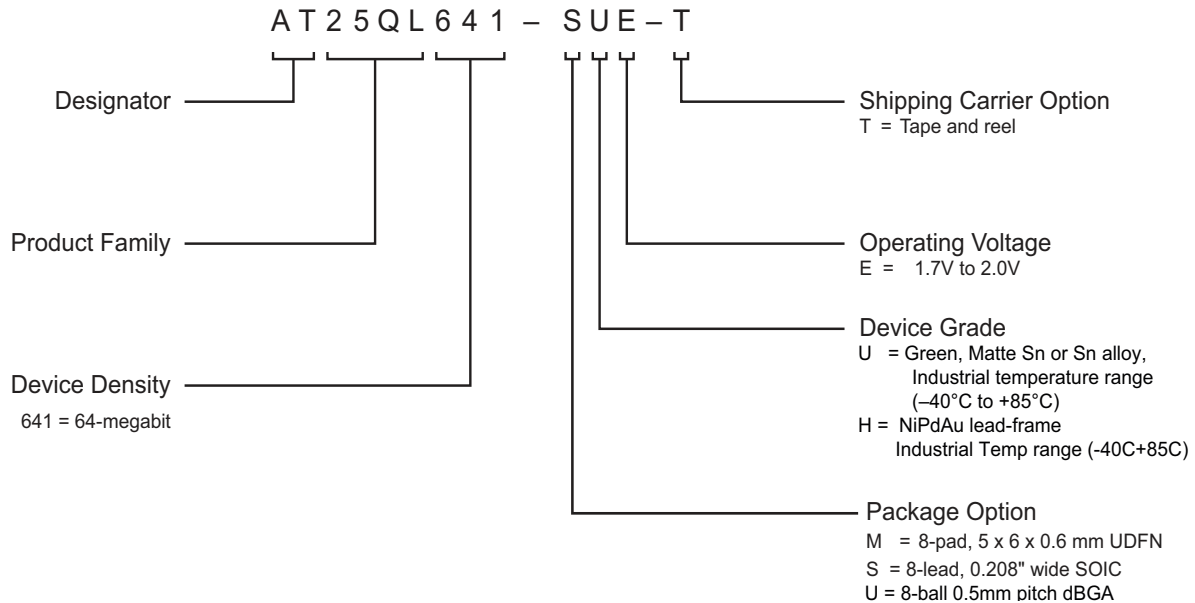 AT25QL641 – SUE–T
Designator
Shipping Carrier Option
T = Tape and reel
Product Family
Operating Voltage
E = 1.7V to 2.0V
Device Grade
U = Green, Matte Sn or Sn alloy,
Industrial temperature range
(–40°C to +85°C)
H = NiPdAu lead-frame
Industrial Temp range (-40C+85C)
Device Density
641 = 64-megabit
Package Option
M = 8-pad, 5 x 6 x 0.6 mm UDFN
S = 8-lead, 0.208" wide SOIC
U = 8-ball 0.5mm pitch dBGA